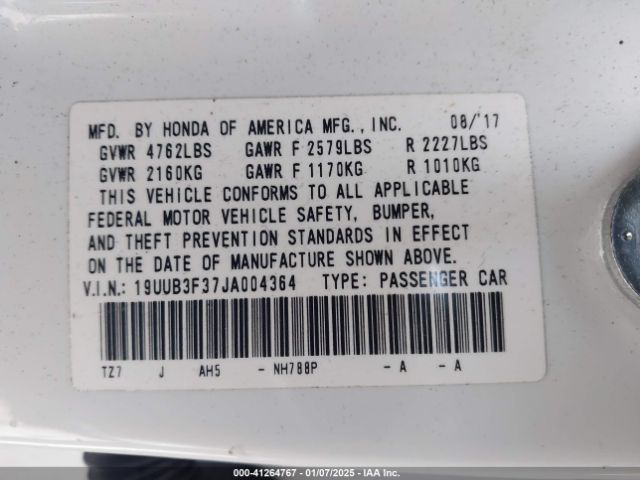 MFD. BY HONDA OF AMERICA MFG., INC. 08/'17
GVWR 4762LBS GAWR F 2579LBS R 2227LBS
GVWR 2160KG GAWR F 1170KG R 1010KG
THIS VEHICLE CONFORMS TO ALL APPLICABLE
FEDERAL MOTOR VEHICLE SAFETY, BUMPER,
AND THEFT PREVENTION STANDARDS IN EFFECT
ON THE DATE OF MANUFACTURE SHOWN ABOVE.
V.I.N.: 19UUB3F37JA004364 TYPE: PASSENGER CAR
TZ7 J AH5 - NH788P - A - A
000-41264767 - 01/07/2025 - IAA Inc.